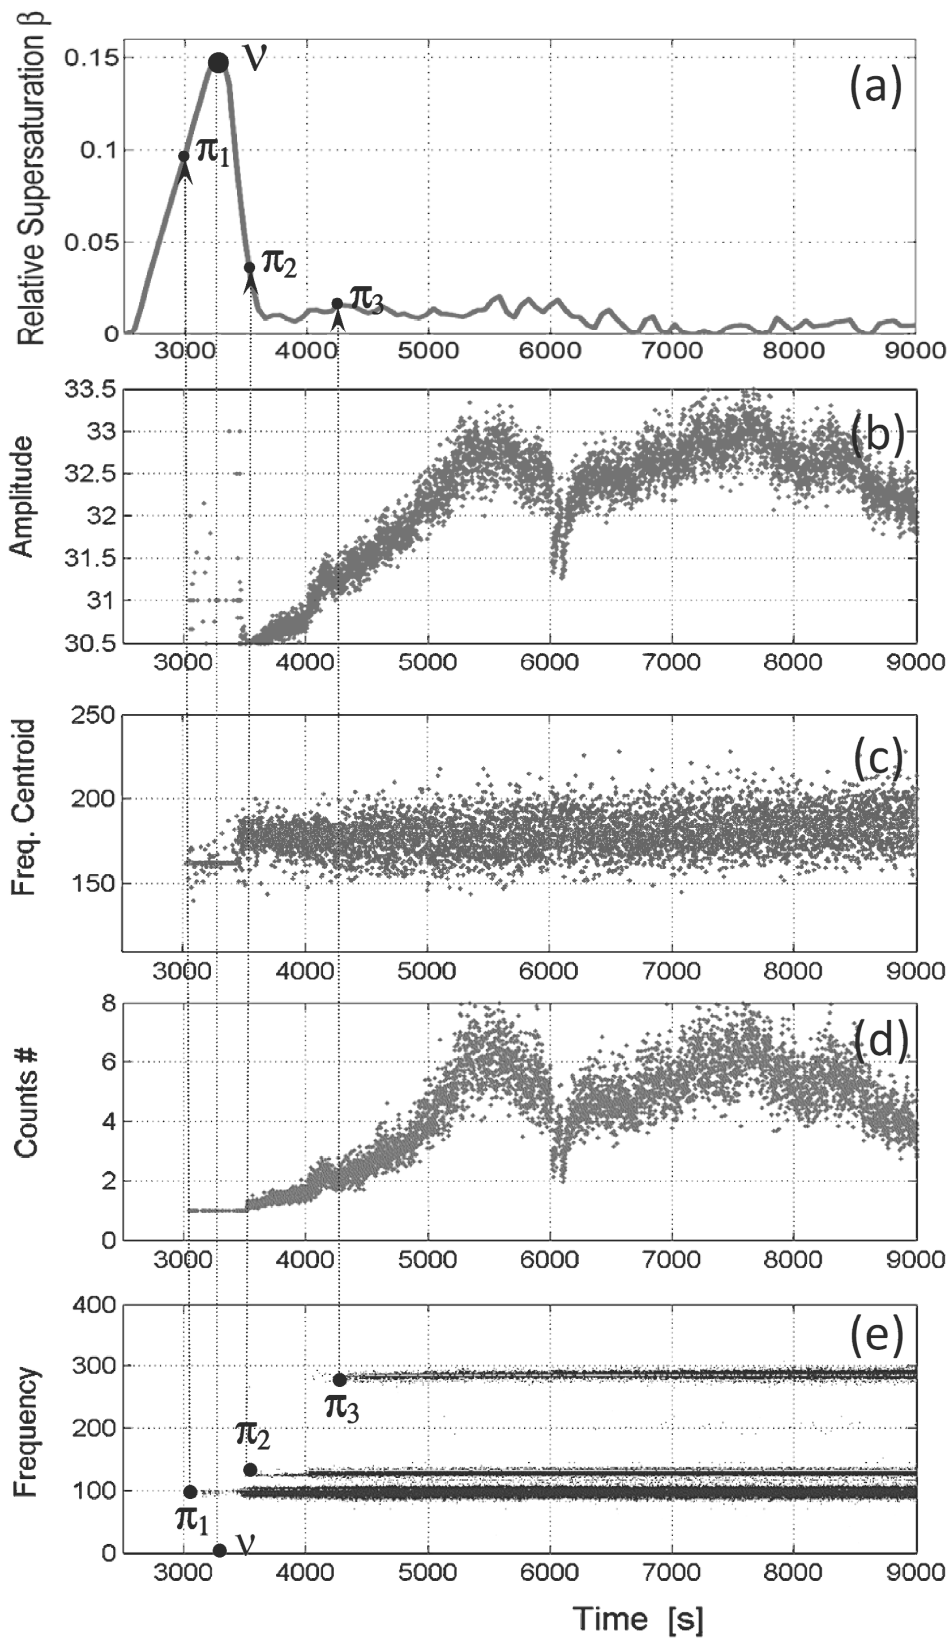 Relative Supersaturation β
0.15
0.1
0.05
0
ν
(a)
π1
π2
π3
3000 4000 5000 6000 7000 8000 9000
Amplitude
33.5
33
32.5
32
31.5
31
30.5
(b)
3000 4000 5000 6000 7000 8000 9000
Freq. Centroid
250
200
150
(c)
3000 4000 5000 6000 7000 8000 9000
Counts #
8
6
4
2
0
(d)
3000 4000 5000 6000 7000 8000 9000
Frequency
400
300
200
100
0
(e)
π3
π2
π1
ν
3000 4000 5000 6000 7000 8000 9000
Time [s]